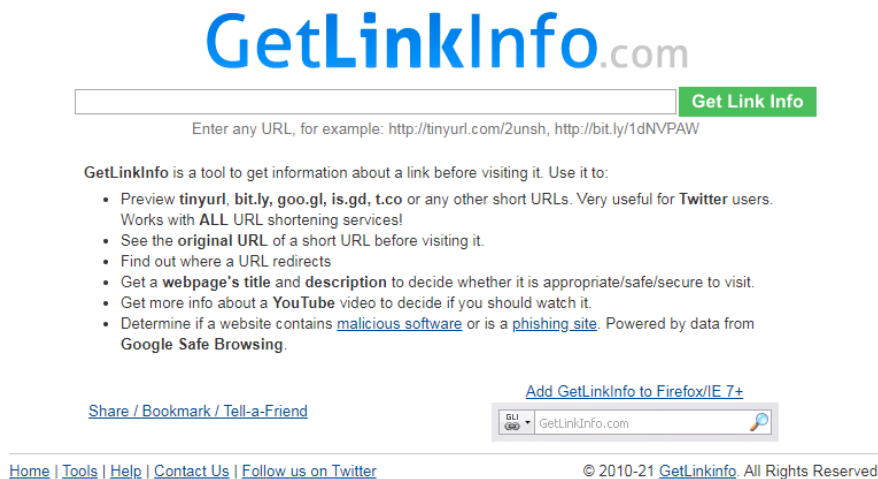 GetLinkInfo.com
Get Link Info
Enter any URL, for example: http://tinyurl.com/2unsh, http://bit.ly/1dNVPAW
GetLinkInfo is a tool to get information about a link before visiting it. Use it to:
• Preview tinyurl, bit.ly, goo.gl, is.gd, t.co or any other short URLs. Very useful for Twitter users.
Works with ALL URL shortening services!
• See the original URL of a short URL before visiting it.
• Find out where a URL redirects
• Get a webpage's title and description to decide whether it is appropriate/safe/secure to visit.
• Get more info about a YouTube video to decide if you should watch it.
• Determine if a website contains malicious software or is a phishing site. Powered by data from
Google Safe Browsing.
Share / Bookmark / Tell-a-Friend
Add GetLinkInfo to Firefox/IE 7+
GLI GetLinkInfo.com
Home | Tools | Help | Contact Us | Follow us on Twitter
© 2010-21 GetLinkinfo. All Rights Reserved